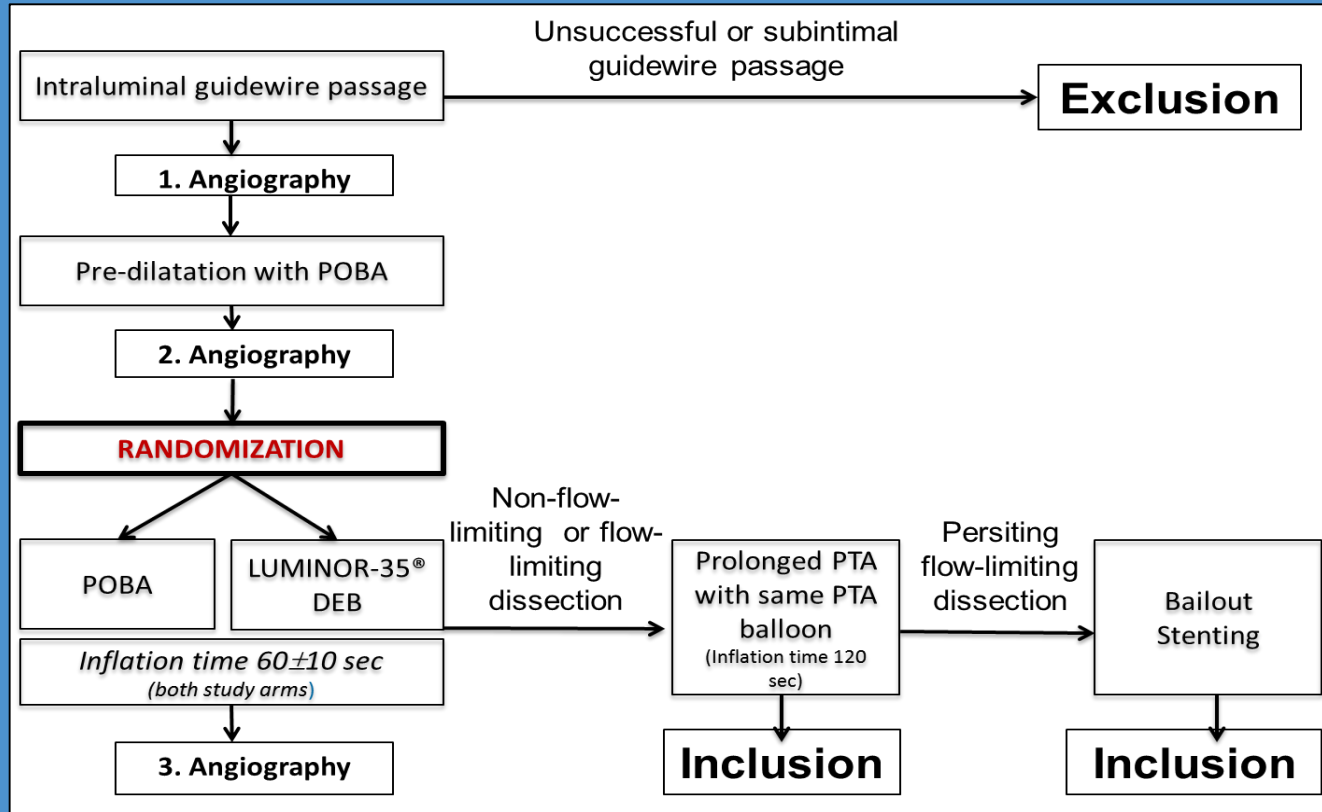 Unsuccessful or subintimal
guidewire passage
Intraluminal guidewire passage
Exclusion
1. Angiography
Pre-dilatation with POBA
2. Angiography
RANDOMIZATION
POBA
LUMINOR-35®
DEB
Inflation time 60±10 sec
(both study arms)
3. Angiography
Non-flow-
limiting or flow-
limiting
dissection
Prolonged PTA
with same PTA
balloon
(Inflation time 120
sec)
Inclusion
Persiting
flow-limiting
dissection
Bailout
Stenting
Inclusion